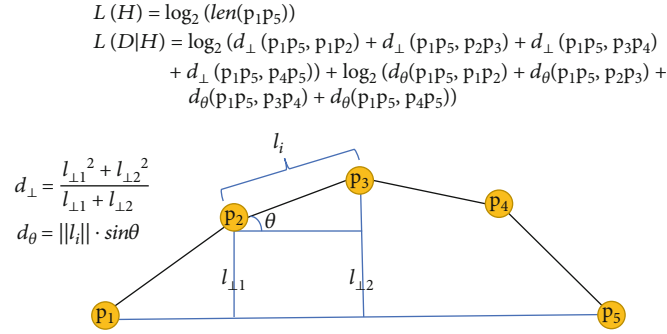 L (H) = log₂ (len(p₁p₅))
L (D|H) = log₂ (d⊥ (p₁p₅, p₁p₂) + d⊥ (p₁p₅, p₂p₃) + d⊥ (p₁p₅, p₃p₄)
+ d⊥ (p₁p₅, p₄p₅)) + log₂ (dθ(p₁p₅, p₁p₂) + dθ(p₁p₅, p₂p₃) +
dθ(p₁p₅, p₃p₄) + dθ(p₁p₅, p₄p₅))
lᵢ
d⊥ = (l⊥1² + l⊥2²) / (l⊥1 + l⊥2)
dθ = ||lᵢ|| · sinθ
p₃
p₂
θ
p₄
l⊥1
l⊥2
p₁
p₅